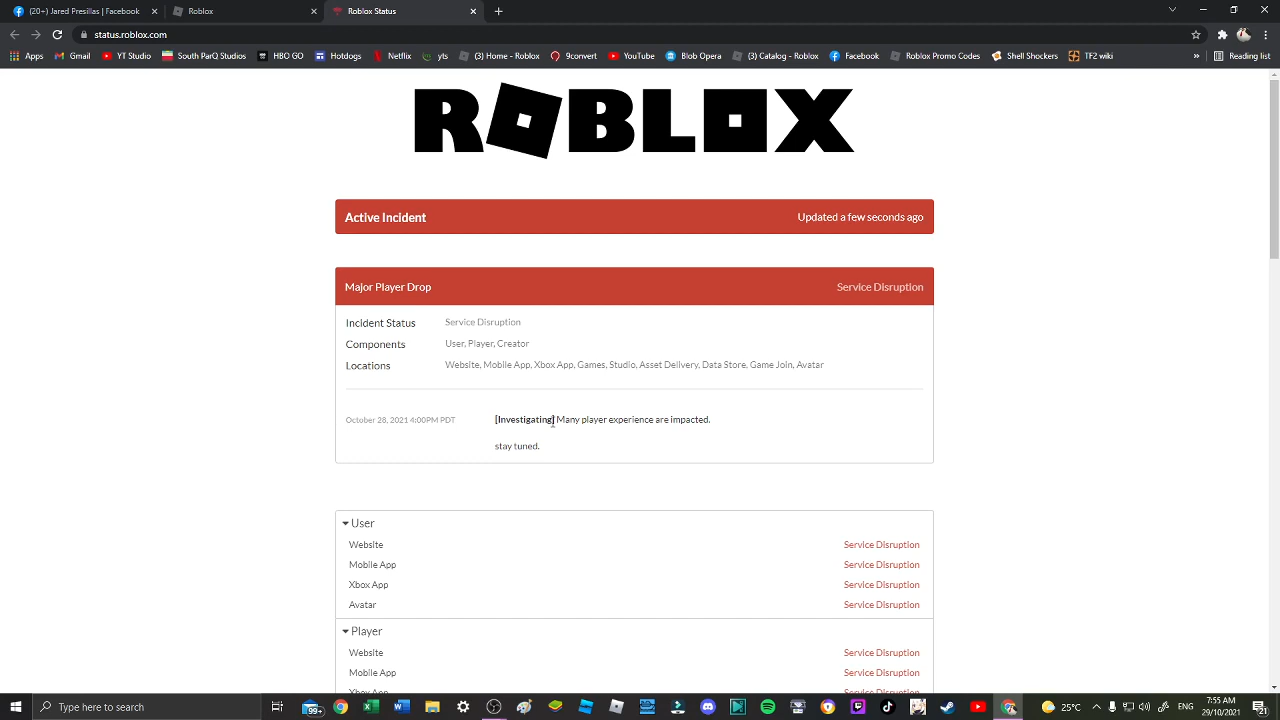 (20+) Jared Presillas | Facebook
Roblox
Roblox Status
status.roblox.com
Apps
Gmail
YT Studio
South ParQ Studios
HBO GO
Hotdogs
Netflix
yts
(3) Home - Roblox
9convert
YouTube
Blob Opera
(3) Catalog - Roblox
Facebook
Roblox Promo Codes
Shell Shockers
TF2 wiki
»
Reading list
ROBLOX
Active Incident
Updated a few seconds ago
Major Player Drop
Service Disruption
Incident Status
Service Disruption
Components
User, Player, Creator
Locations
Website, Mobile App, Xbox App, Games, Studio, Asset Delivery, Data Store, Game Join, Avatar
October 28, 2021 4:00PM PDT
[Investigating] Many player experience are impacted.
stay tuned.
User
Website
Service Disruption
Mobile App
Service Disruption
Xbox App
Service Disruption
Avatar
Service Disruption
Player
Website
Service Disruption
Mobile App
Service Disruption
Xbox App
Service Disruption
Type here to search
99+
25°C
7:55 AM
29/10/2021